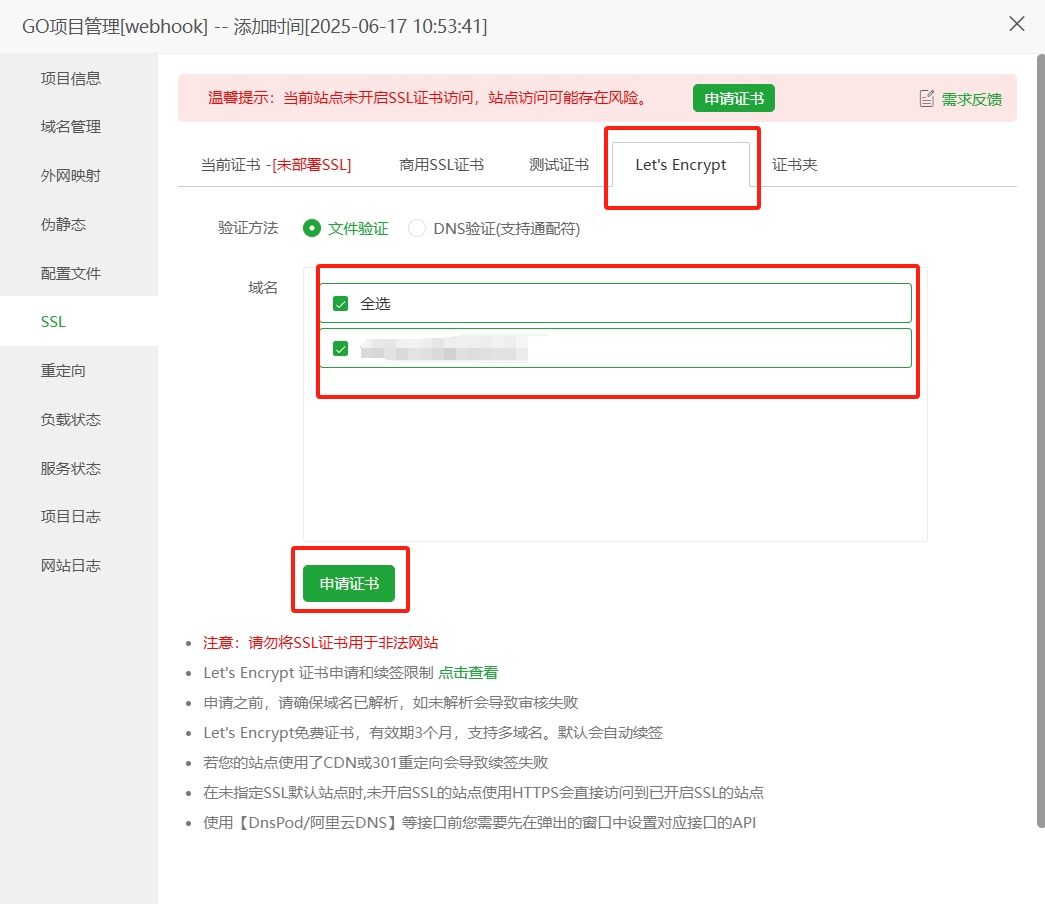 GO项目管理[webhook] -- 添加时间[2025-06-17 10:53:41]
项目信息
域名管理
外网映射
伪静态
配置文件
SSL
重定向
负载状态
服务状态
项目日志
网站日志
温馨提示：当前站点未开启SSL证书访问，站点访问可能存在风险。 申请证书 需求反馈
当前证书 -[未部署SSL] 商用SSL证书 测试证书 Let's Encrypt 证书夹
验证方法 文件验证 DNS验证(支持通配符)
域名
全选
申请证书
注意：请勿将SSL证书用于非法网站
Let's Encrypt 证书申请和续签限制 点击查看
申请之前，请确保域名已解析，如未解析会导致审核失败
Let's Encrypt免费证书，有效期3个月，支持多域名。默认会自动续签
若您的站点使用了CDN或301重定向会导致续签失败
在未指定SSL默认站点时,未开启SSL的站点使用HTTPS会直接访问到已开启SSL的站点
使用【DnsPod/阿里云DNS】等接口前您需要先在弹出的窗口中设置对应接口的API